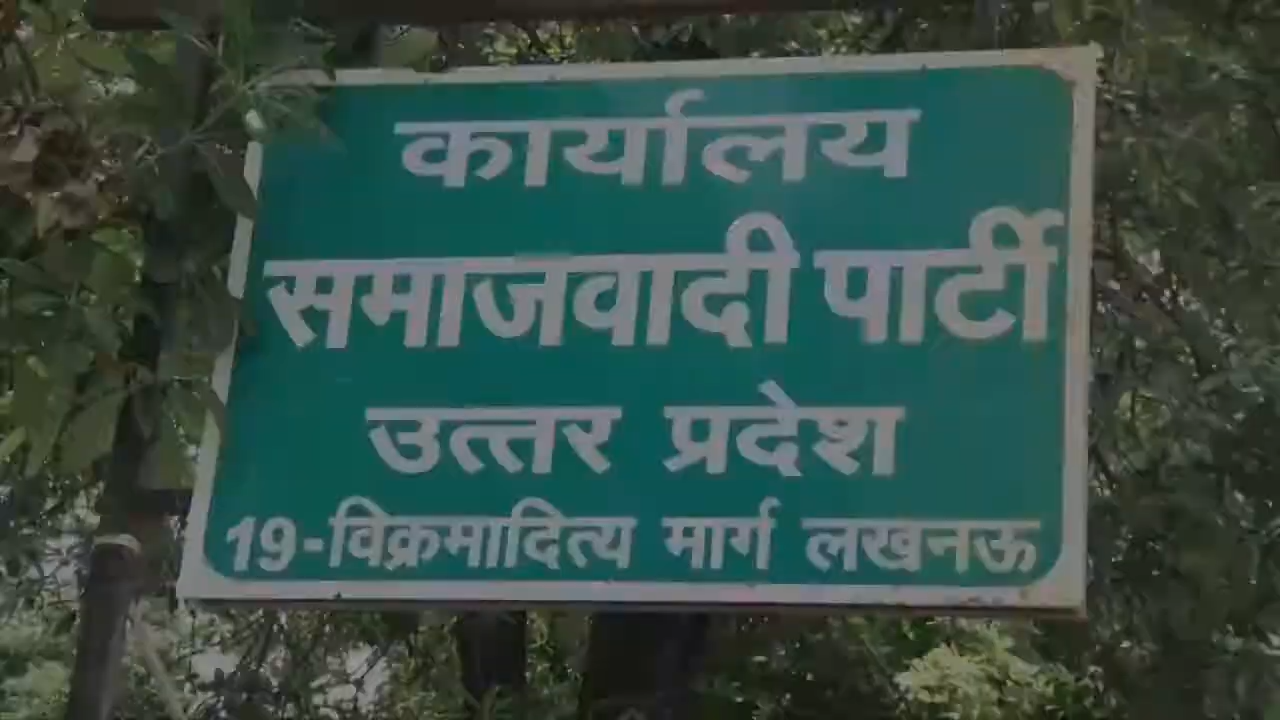 कार्यालय
समाजवादी पार्टी
उत्तर प्रदेश
19-विक्रमादित्य मार्ग लखनऊ